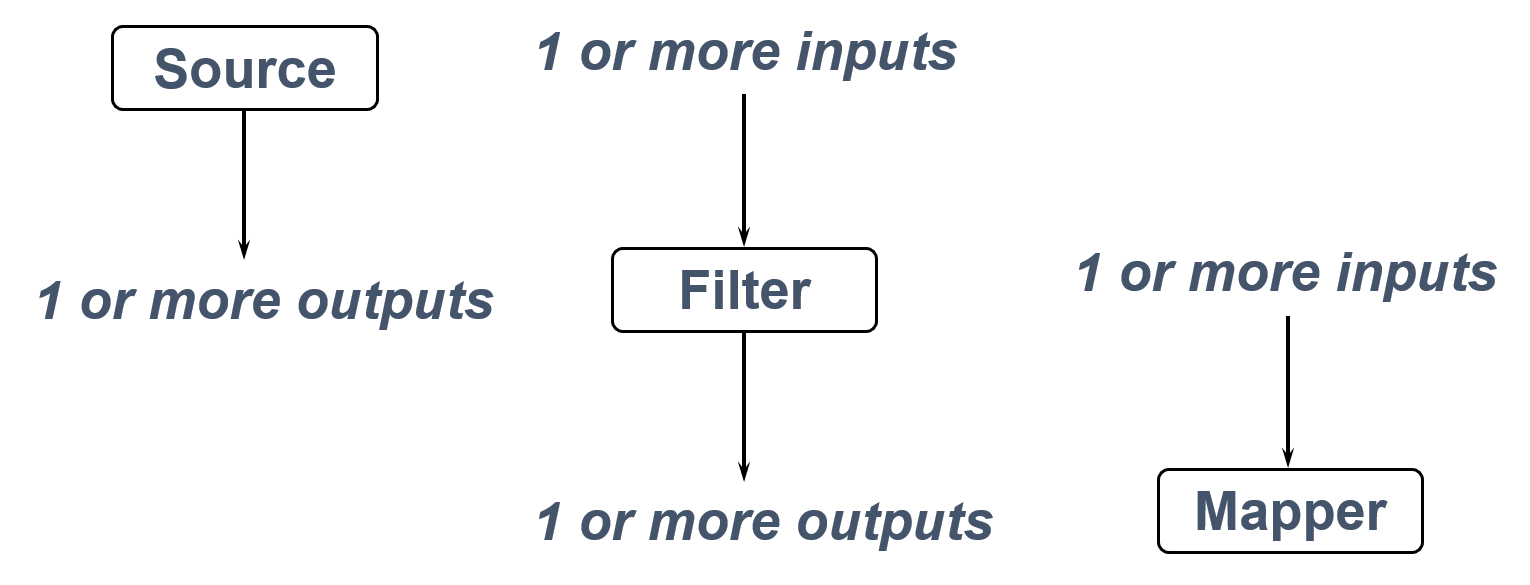 Source
1 or more outputs
1 or more inputs
Filter
1 or more outputs
1 or more inputs
Mapper